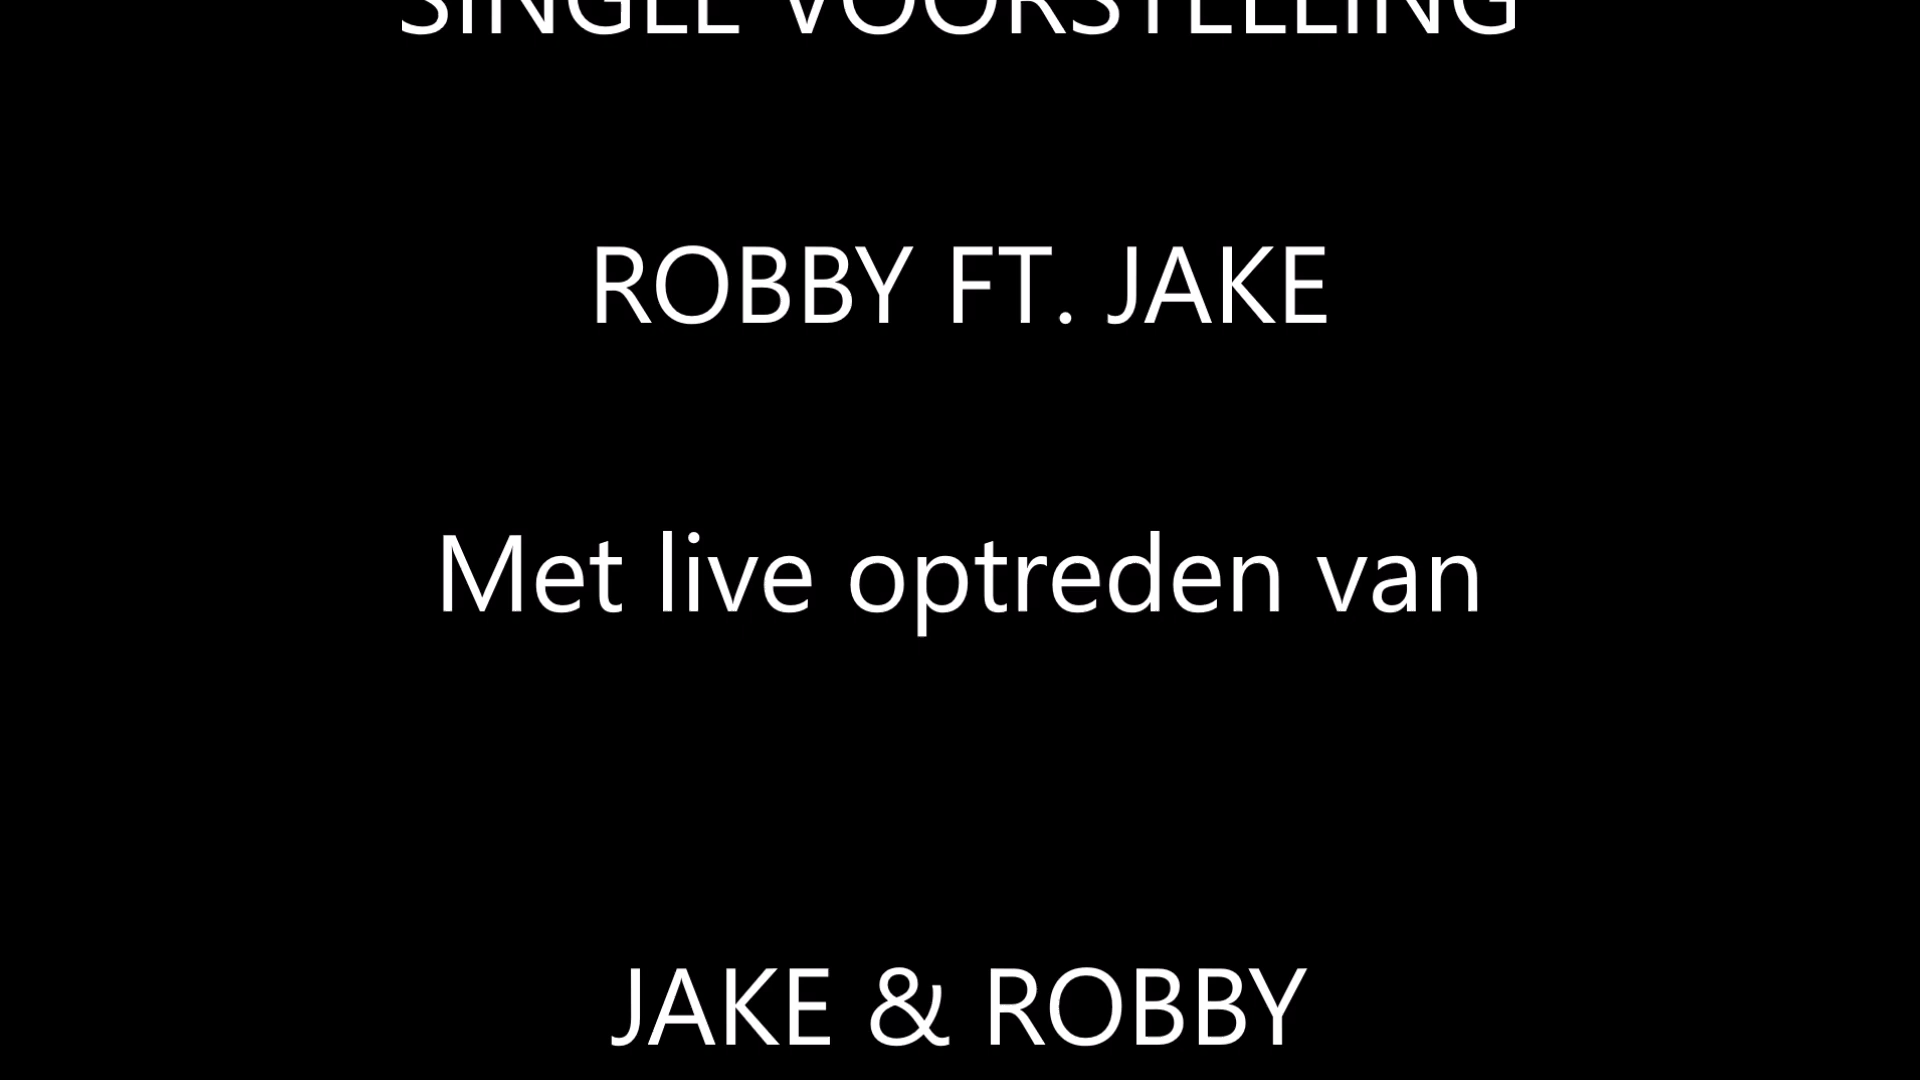 SINGLE VOORSTELLING
ROBBY FT. JAKE
Met live optreden van
JAKE & ROBBY